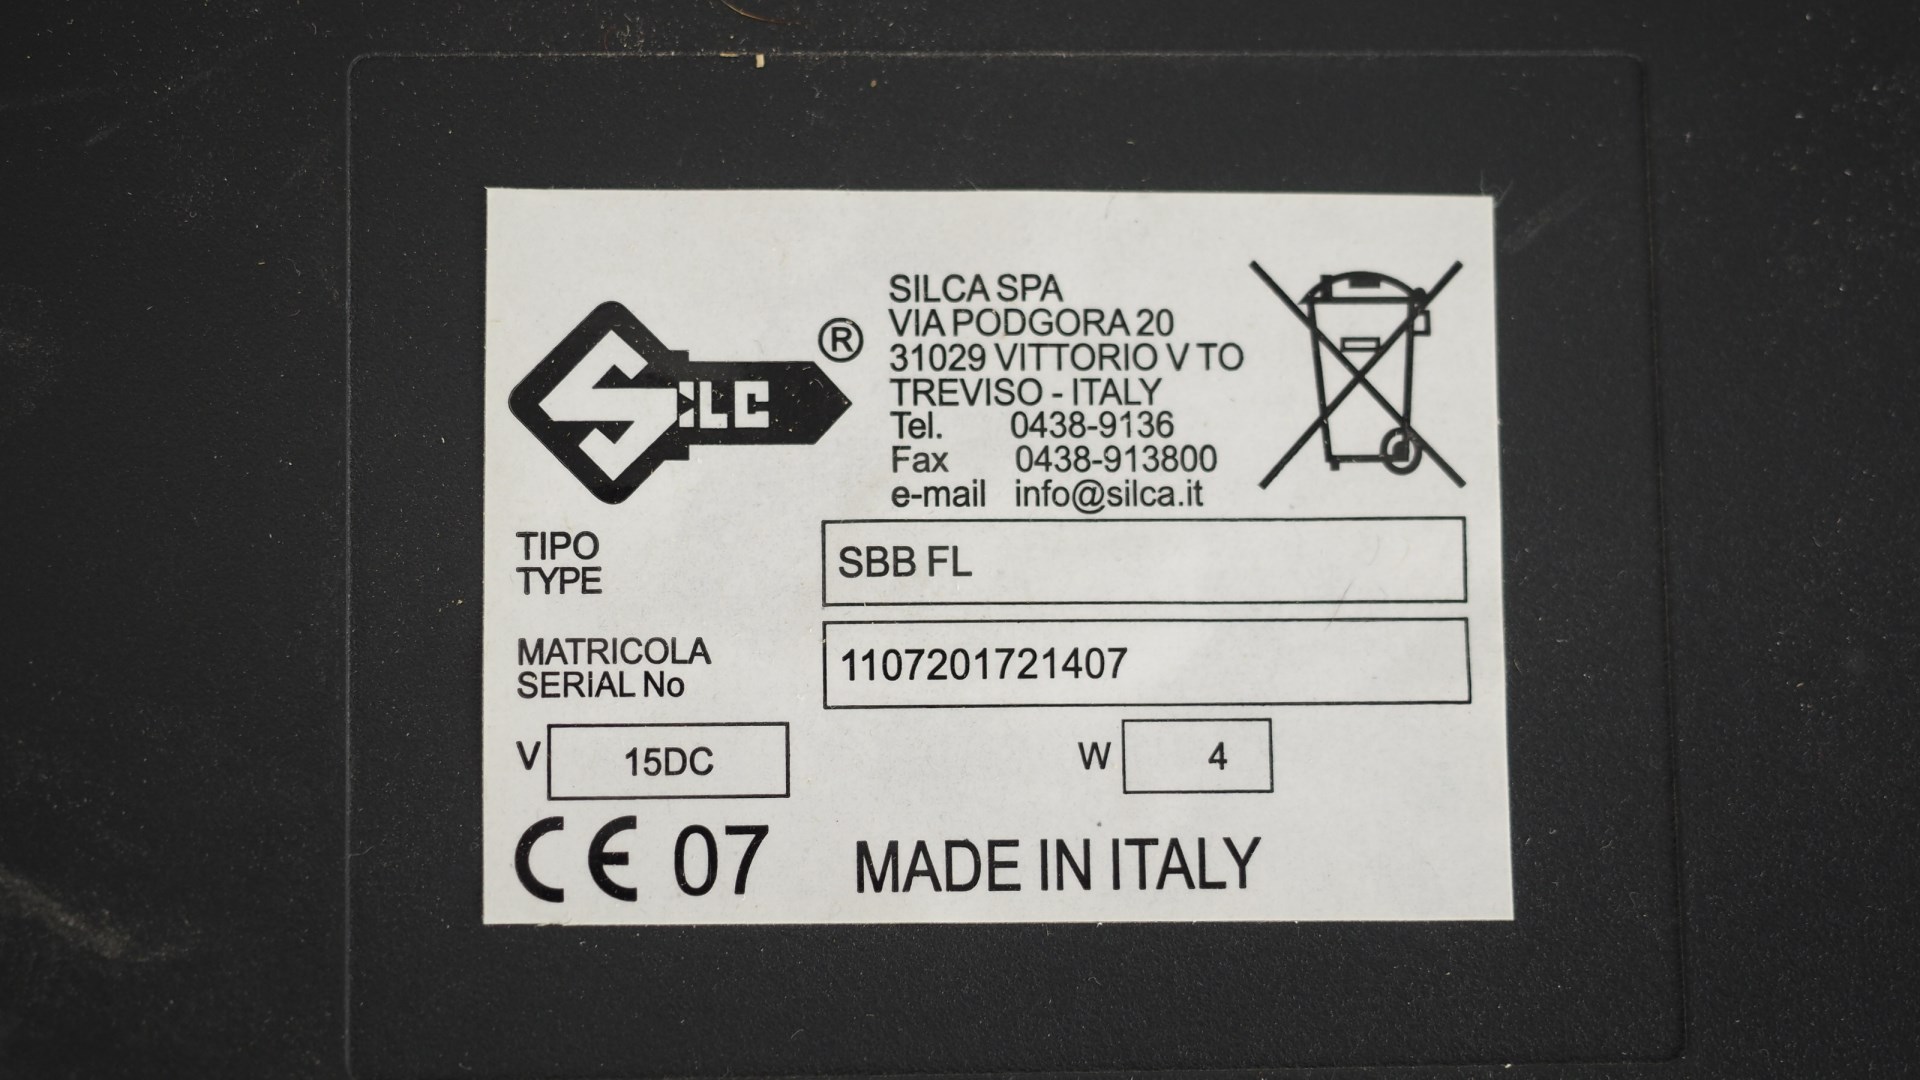 SILC ®
SILCA SPA
VIA PODGORA 20
31029 VITTORIO V TO
TREVISO - ITALY
Tel. 0438-9136
Fax 0438-913800
e-mail info@silca.it
TIPO
TYPE
SBB FL
MATRICOLA
SERIAL No
1107201721407
V 15DC W 4
CE 07 MADE IN ITALY